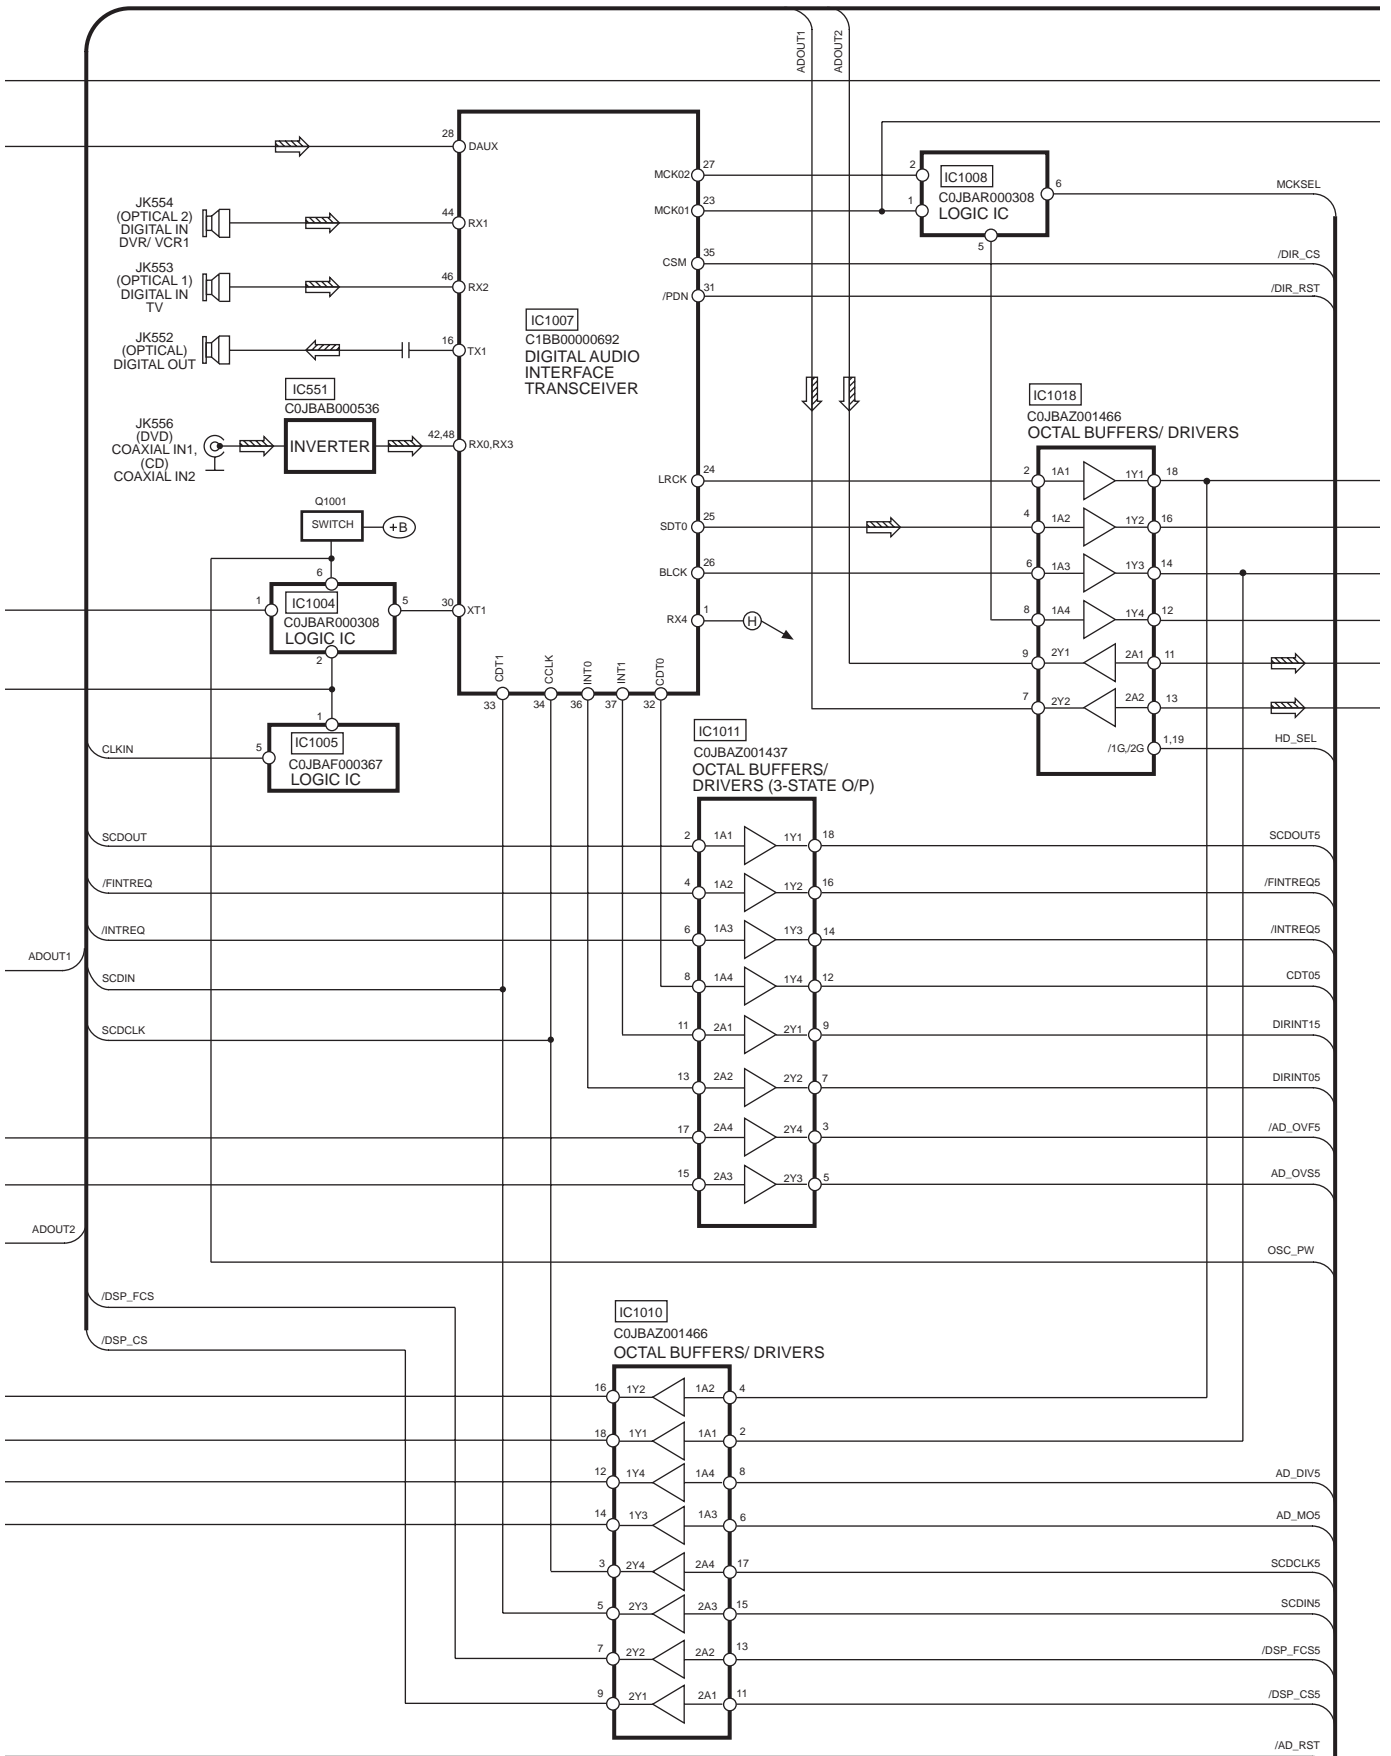 ADOUT1
ADOUT2
28
DAUX
JK554
(OPTICAL 2)
DIGITAL IN
DVR/ VCR1
44
RX1
JK553
(OPTICAL 1)
DIGITAL IN
TV
46
RX2
JK552
(OPTICAL)
DIGITAL OUT
16
TX1
IC551
C0JBAB000536
INVERTER
JK556
(DVD)
COAXIAL IN1,
(CD)
COAXIAL IN2
42,48
RX0,RX3
IC1007
C1BB00000692
DIGITAL AUDIO
INTERFACE
TRANSCEIVER
MCK02
27
MCK01
23
CSM
35
/PDN
31
LRCK
24
SDT0
25
BLCK
26
RX4
1
H
2
1
IC1008
C0JBAR000308
LOGIC IC
6
5
MCKSEL
/DIR_CS
/DIR_RST
Q1001
SWITCH
+B
6
1
IC1004
C0JBAR000308
LOGIC IC
5
2
30
XT1
CDT1
CCLK
INT0
INT1
CDT0
33
34
36
37
32
1
IC1005
C0JBAF000367
LOGIC IC
5
CLKIN
IC1018
C0JBAZ001466
OCTAL BUFFERS/ DRIVERS
2 1A1 1Y1 18
4 1A2 1Y2 16
6 1A3 1Y3 14
8 1A4 1Y4 12
9 2Y1 2A1 11
7 2Y2 2A2 13
/1G,/2G 1,19
HD_SEL
IC1011
C0JBAZ001437
OCTAL BUFFERS/
DRIVERS (3-STATE O/P)
SCDOUT 2 1A1 1Y1 18 SCDOUT5
/FINTREQ 4 1A2 1Y2 16 /FINTREQ5
/INTREQ 6 1A3 1Y3 14 /INTREQ5
ADOUT1
SCDIN 8 1A4 1Y4 12 CDT05
SCDCLK 11 2A1 2Y1 9 DIRINT15
13 2A2 2Y2 7 DIRINT05
17 2A4 2Y4 3 /AD_OVF5
15 2A3 2Y3 5 AD_OVS5
ADOUT2
OSC_PW
/DSP_FCS
/DSP_CS
IC1010
C0JBAZ001466
OCTAL BUFFERS/ DRIVERS
16 1Y2 1A2 4
18 1Y1 1A1 2
12 1Y4 1A4 8 AD_DIV5
14 1Y3 1A3 6 AD_MO5
3 2Y4 2A4 17 SCDCLK5
5 2Y3 2A3 15 SCDIN5
7 2Y2 2A2 13 /DSP_FCS5
9 2Y1 2A1 11 /DSP_CS5
/AD_RST